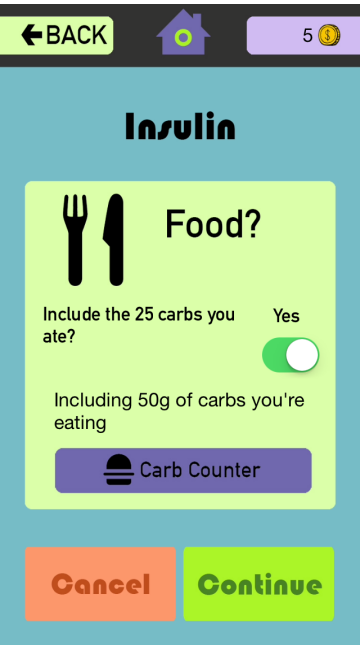 BACK
5
Insulin
Food?
Include the 25 carbs you
ate?
Yes
Including 50g of carbs you're
eating
Carb Counter
Cancel
Continue